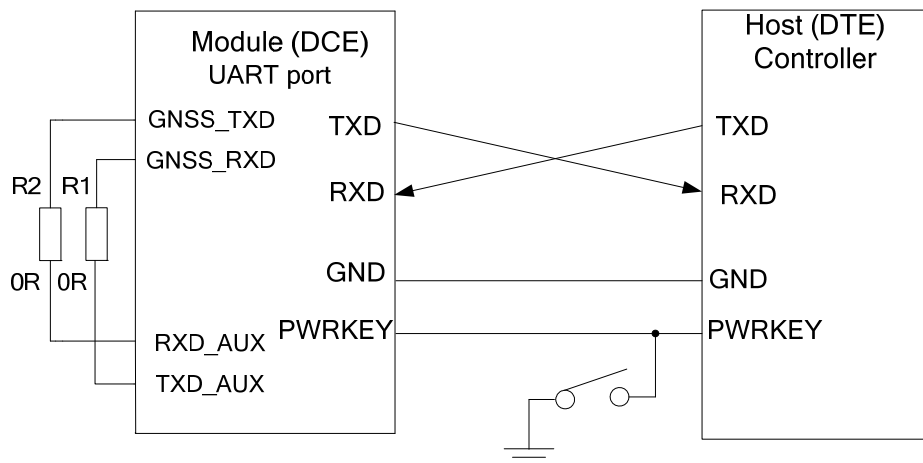 Module (DCE)
UART port
GNSS_TXD
GNSS_RXD
TXD
RXD
GND
PWRKEY
RXD_AUX
TXD_AUX
R2
R1
0R
0R
Host (DTE)
Controller
TXD
RXD
GND
PWRKEY